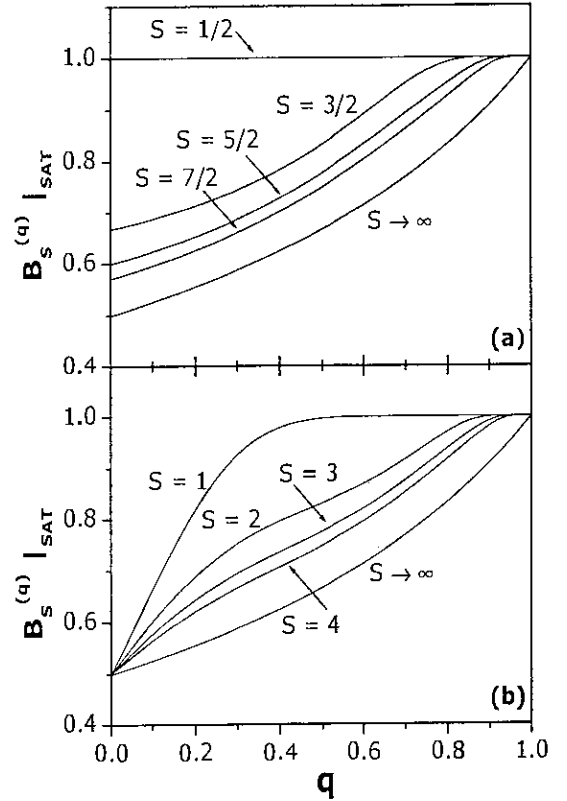 S = 1/2
1.0
S = 3/2
S = 5/2
0.8
S = 7/2
B_S^(q) |_SAT
S → ∞
0.6
(a)
0.4
1.0
S = 1
S = 3
0.8
S = 2
B_S^(q) |_SAT
S → ∞
0.6
S = 4
(b)
0.4
0.0 0.2 0.4 0.6 0.8 1.0
q